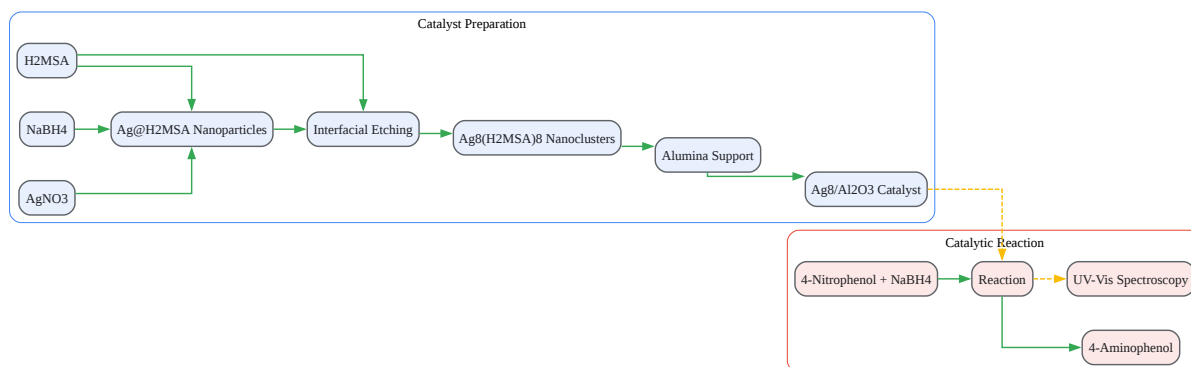 Catalyst Preparation
H2MSA
NaBH4
Ag@H2MSA Nanoparticles
Interfacial Etching
Ag8(H2MSA)8 Nanoclusters
Alumina Support
AgNO3
Ag8/Al2O3 Catalyst
Catalytic Reaction
4-Nitrophenol + NaBH4
Reaction
UV-Vis Spectroscopy
4-Aminophenol